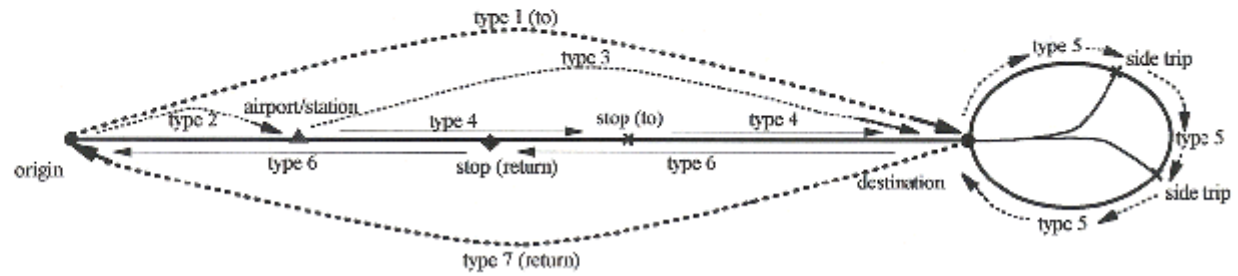 type 1 (to)
type 5
side trip
type 3
airport/station
type 2
type 4
stop (to)
type 4
type 5
origin
type 6
stop (return)
type 6
destination
type 5
side trip
type 7 (return)